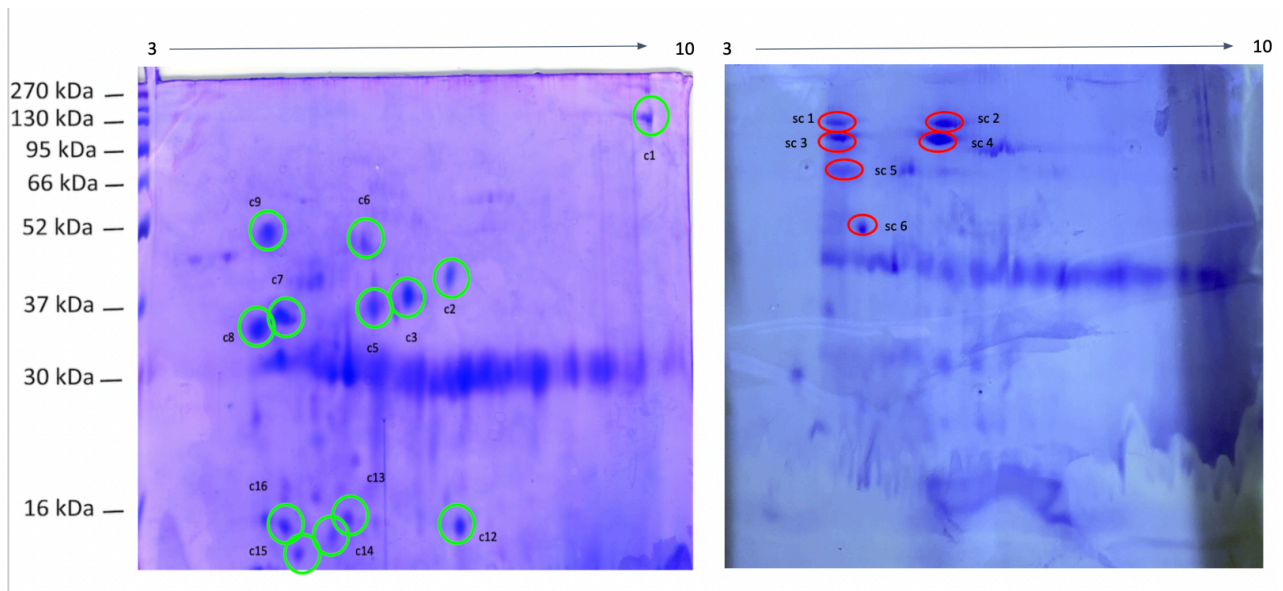 3 10 3 10
270 kDa
130 kDa
95 kDa
66 kDa
52 kDa
37 kDa
30 kDa
16 kDa
c1
c9
c6
c7
c2
c8
c5
c3
c16
c13
c15
c14
c12
sc 1
sc 2
sc 3
sc 4
sc 5
sc 6